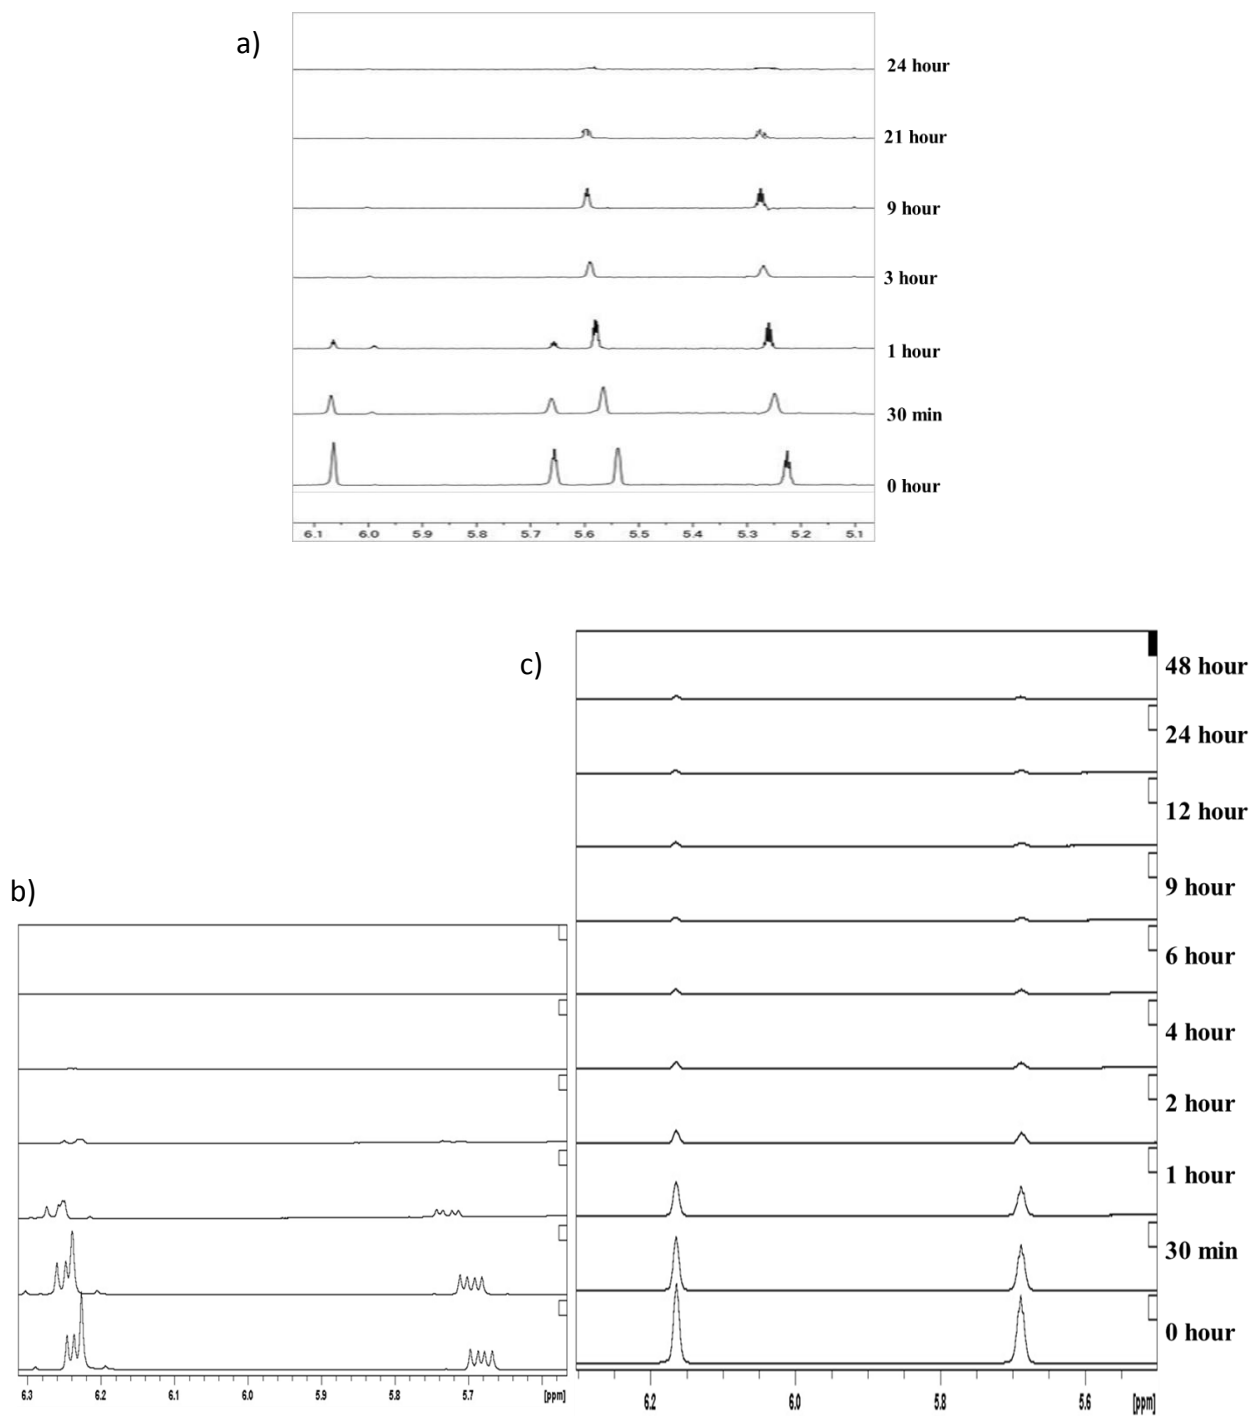 a)
24 hour
21 hour
9 hour
3 hour
1 hour
30 min
0 hour
6.1 6.0 5.9 5.8 5.7 5.6 5.5 5.4 5.3 5.2 5.1
c)
48 hour
24 hour
12 hour
9 hour
6 hour
4 hour
2 hour
1 hour
30 min
0 hour
6.2 6.0 5.8 5.6 [ppm]
b)
6.3 6.2 6.1 6.0 5.9 5.8 5.7 [ppm]